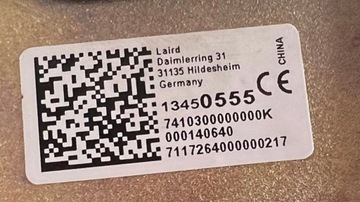 Laird
Daimlerring 31
31135 Hildesheim
Germany
CHINA
13450555 CE
7410300000000K
000140640
7117264000000217